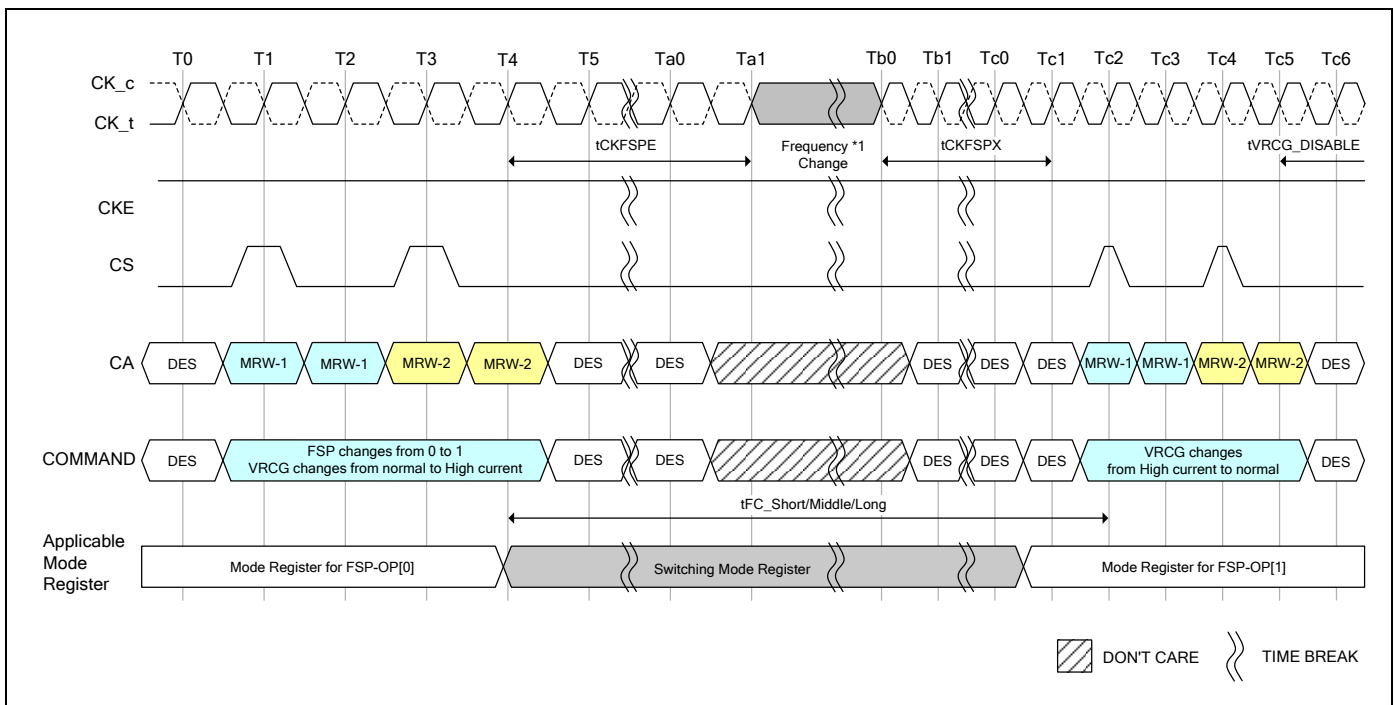 T0 T1 T2 T3 T4 T5 Ta0 Ta1 Tb0 Tb1 Tc0 Tc1 Tc2 Tc3 Tc4 Tc5 Tc6
CK_c
CK_t
tCKFSPE
Frequency *1
Change
tCKFSPX
tVRCG_DISABLE
CKE
CS
CA
DES MRW-1 MRW-1 MRW-2 MRW-2 DES DES DES DES DES MRW-1 MRW-1 MRW-2 MRW-2 DES
COMMAND
DES
FSP changes from 0 to 1
VRCG changes from normal to High current
DES DES DES DES DES
VRCG changes
from High current to normal
DES
tFC_Short/Middle/Long
Applicable
Mode
Register
Mode Register for FSP-OP[0]
Switching Mode Register
Mode Register for FSP-OP[1]
DON'T CARE
TIME BREAK